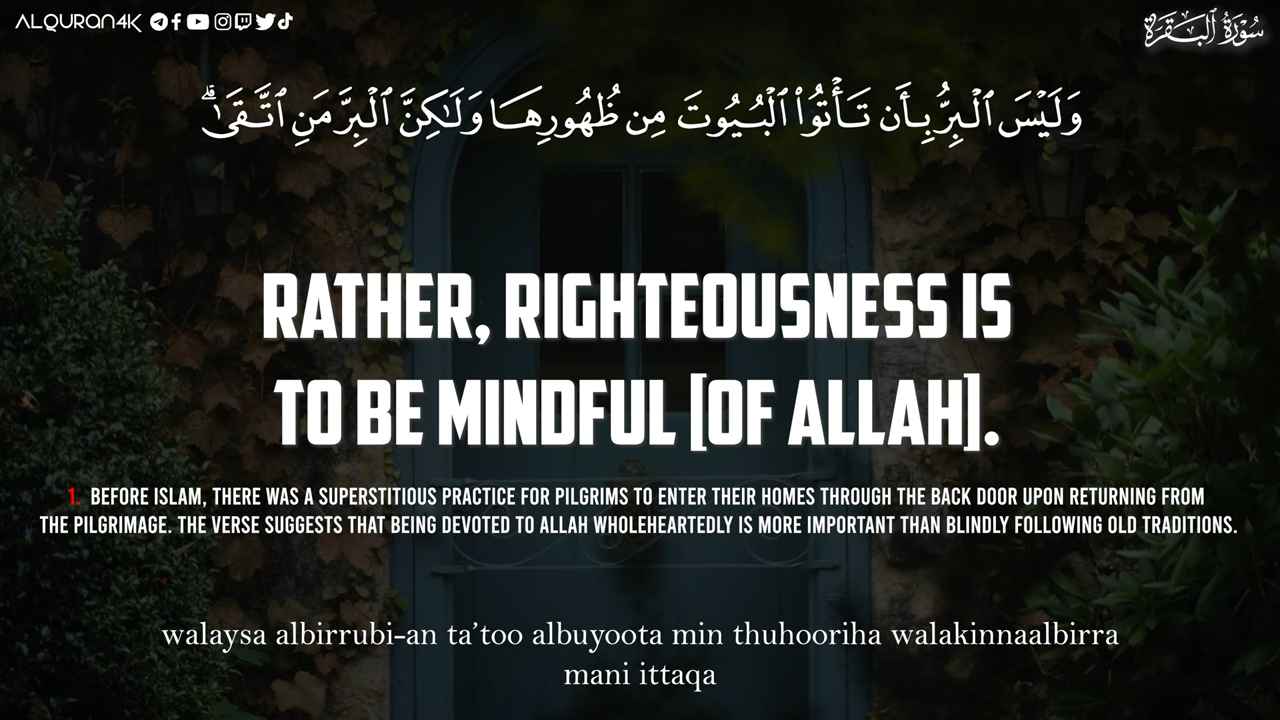 ALQURAN4K
سُورَةُ البَقَرَة
وَلَيْسَ ٱلْبِرُّ بِأَن تَأْتُوا۟ ٱلْبُيُوتَ مِن ظُهُورِهَا وَلَـٰكِنَّ ٱلْبِرَّ مَنِ ٱتَّقَىٰ ۗ
RATHER, RIGHTEOUSNESS IS
TO BE MINDFUL [OF ALLAH].
1. BEFORE ISLAM, THERE WAS A SUPERSTITIOUS PRACTICE FOR PILGRIMS TO ENTER THEIR HOMES THROUGH THE BACK DOOR UPON RETURNING FROM
THE PILGRIMAGE. THE VERSE SUGGESTS THAT BEING DEVOTED TO ALLAH WHOLEHEARTEDLY IS MORE IMPORTANT THAN BLINDLY FOLLOWING OLD TRADITIONS.
walaysa albirrubi-an ta’too albuyoota min thuhooriha walakinnaalbirra
mani ittaqa